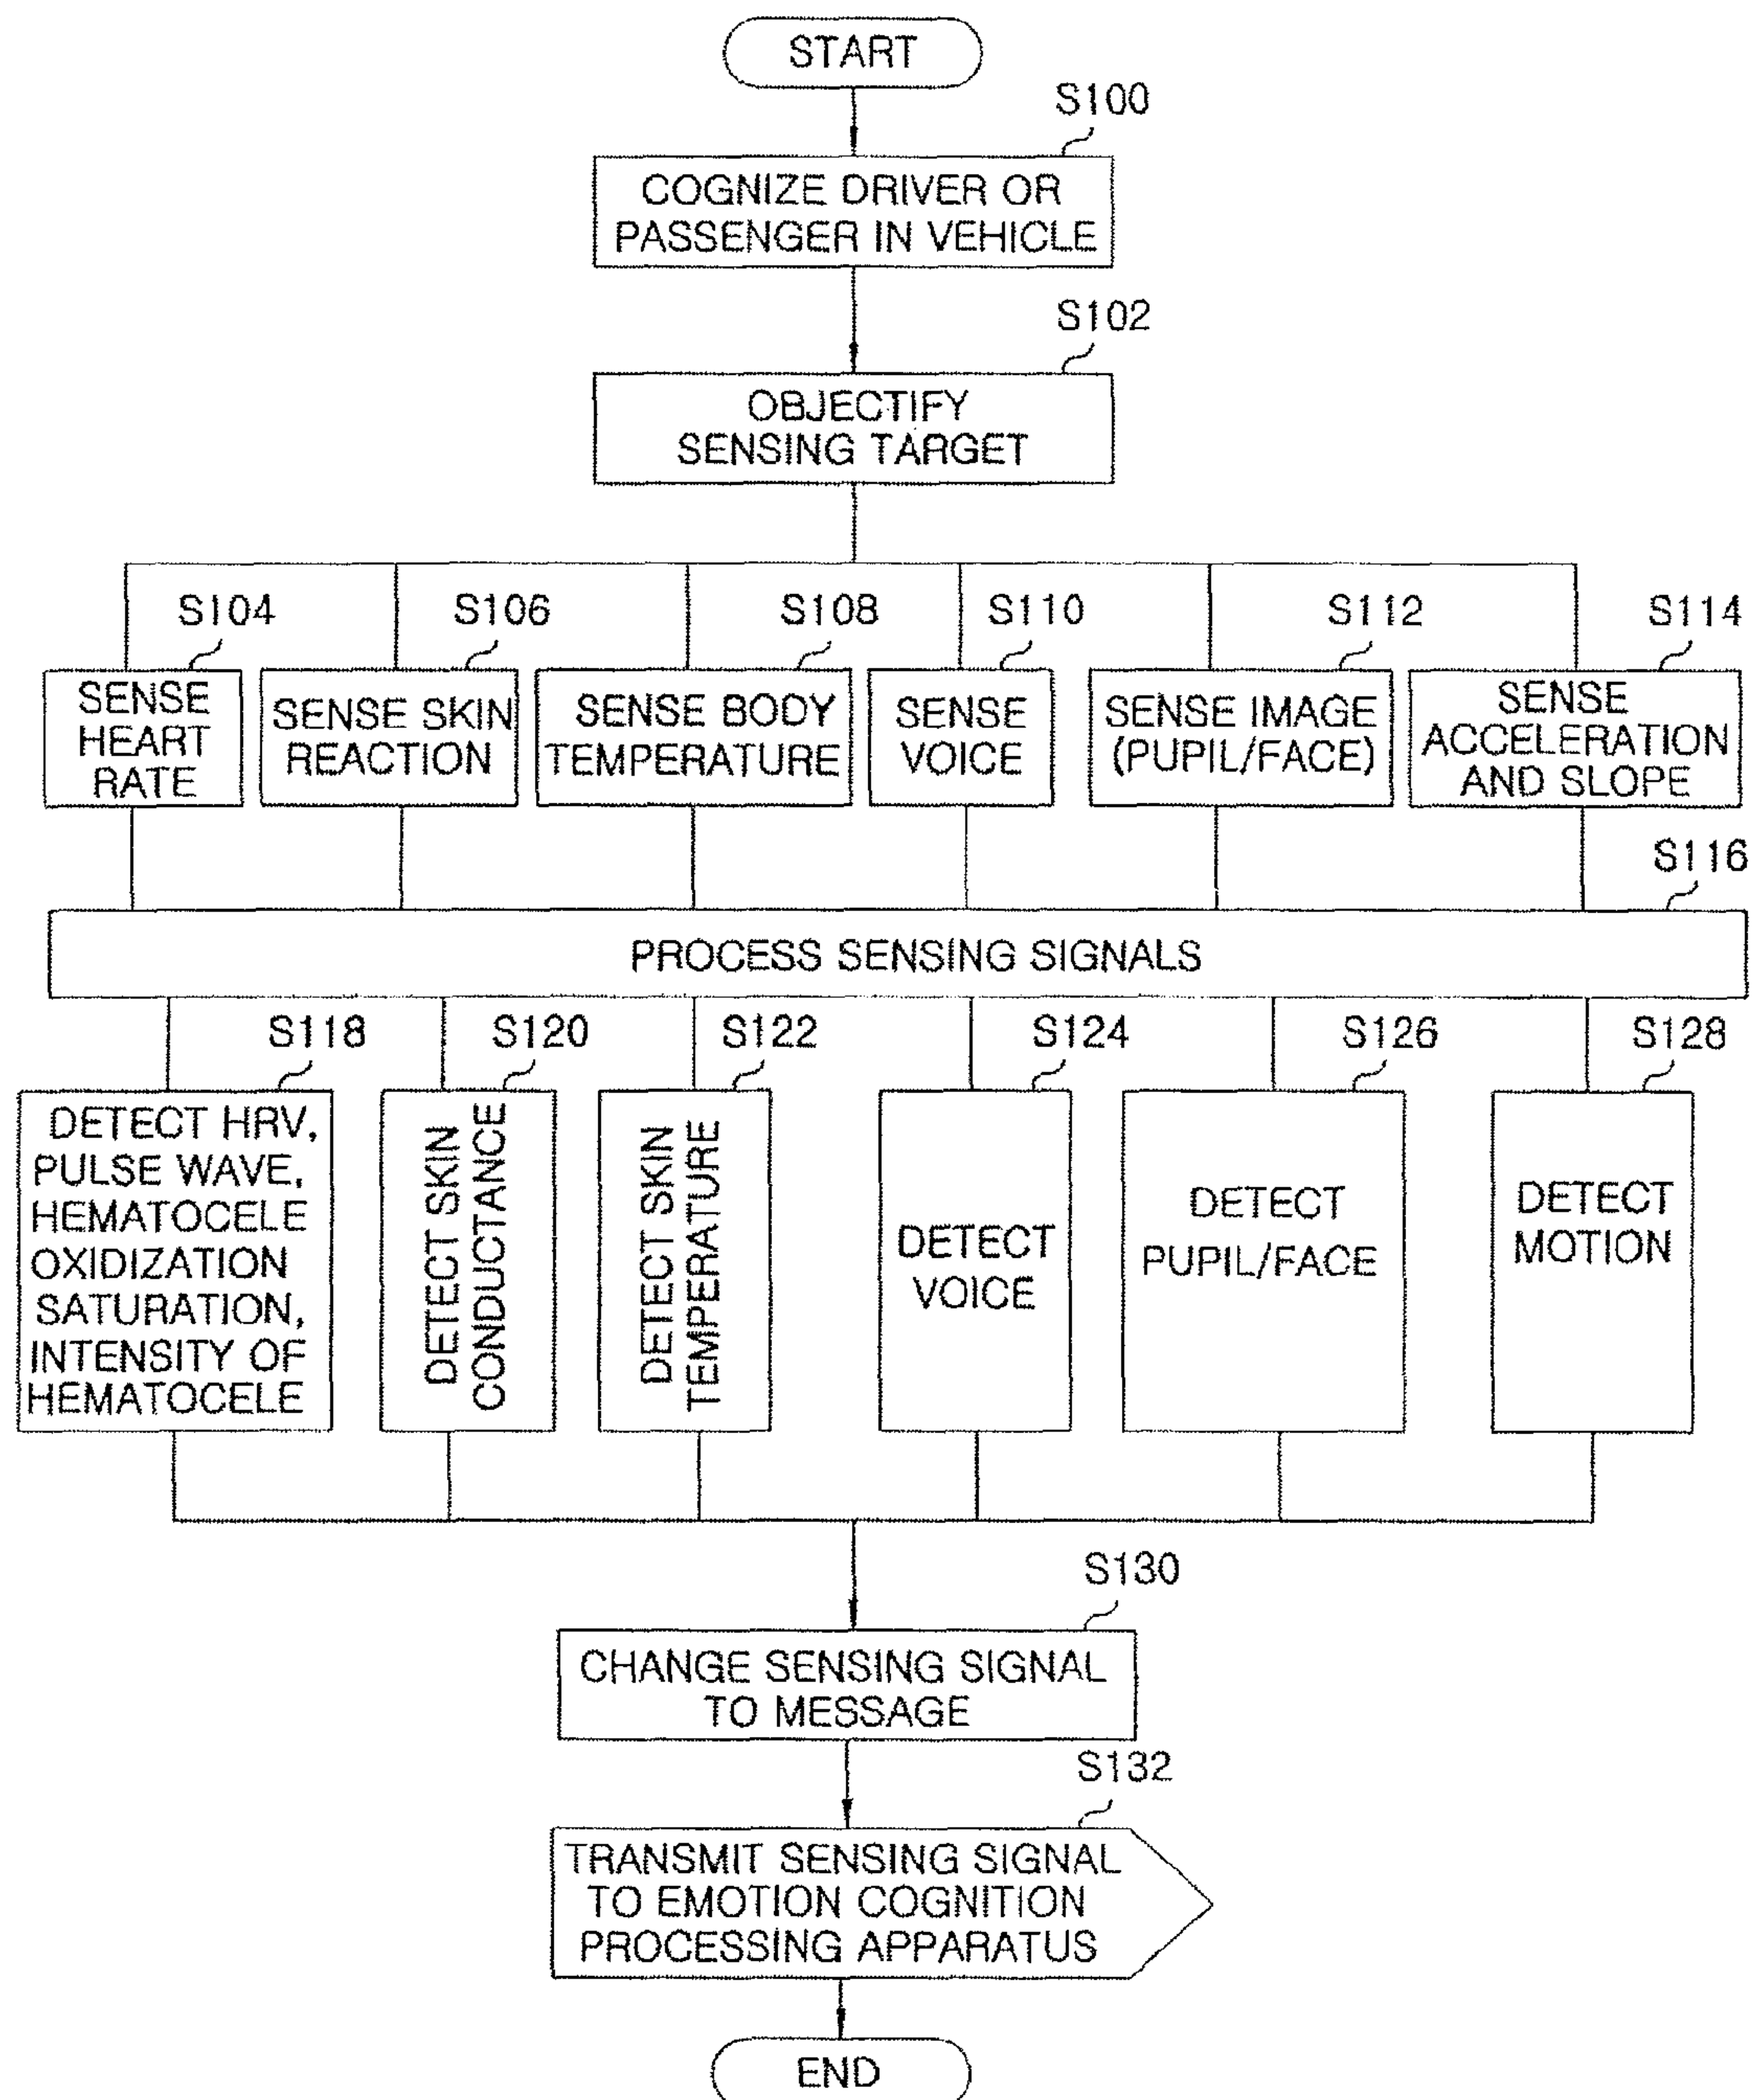 START
S100
COGNIZE DRIVER OR
PASSENGER IN VEHICLE
S102
OBJECTIFY
SENSING TARGET
S104
SENSE
HEART
RATE
S106
SENSE SKIN
REACTION
S108
SENSE BODY
TEMPERATURE
S110
SENSE
VOICE
S112
SENSE IMAGE
(PUPIL/FACE)
S114
SENSE
ACCELERATION
AND SLOPE
S116
PROCESS SENSING SIGNALS
S118
DETECT HRV,
PULSE WAVE,
HEMATOCELE
OXIDIZATION
SATURATION,
INTENSITY OF
HEMATOCELE
S120
DETECT SKIN
CONDUCTANCE
S122
DETECT SKIN
TEMPERATURE
S124
DETECT
VOICE
S126
DETECT
PUPIL/FACE
S128
DETECT
MOTION
S130
CHANGE SENSING SIGNAL
TO MESSAGE
S132
TRANSMIT SENSING SIGNAL
TO EMOTION COGNITION
PROCESSING APPARATUS
END